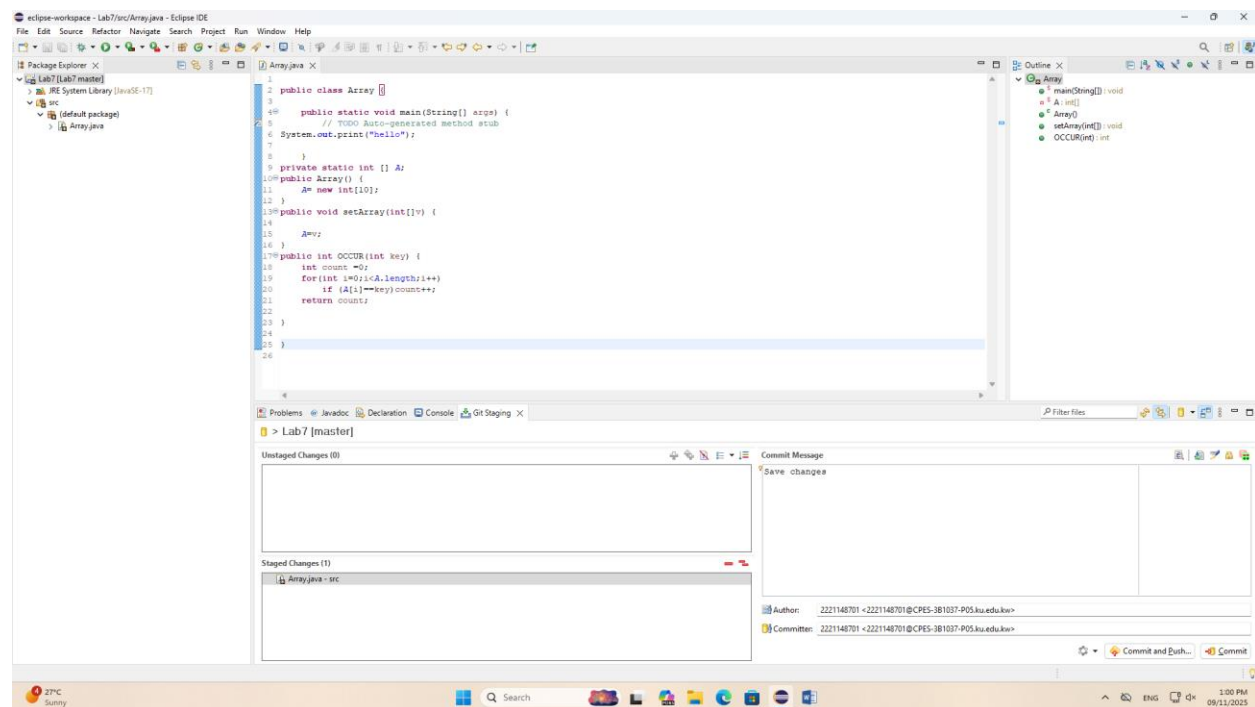 eclipse-workspace - Lab7/src/Array.java - Eclipse IDE
File Edit Source Refactor Navigate Search Project Run Window Help
Package Explorer
Lab7 [Lab7 master]
JRE System Library [JavaSE-17]
src
(default package)
Array.java
Array.java
1
2 public class Array {
3
4 public static void main(String[] args) {
5 // TODO Auto-generated method stub
6 System.out.print("hello");
7
8 }
9 private static int [] A;
10 public Array() {
11 A= new int[10];
12 }
13 public void setArray(int[]v) {
14
15 A=v;
16 }
17 public int OCCUR(int key) {
18 int count =0;
19 for(int i=0;i<A.length;i++)
20 if (A[i]==key)count++;
21 return count;
22
23 }
24
25 }
26
Outline
Array
main(String[]) : void
A : int[]
Array()
setArray(int[]) : void
OCCUR(int) : int
Problems Javadoc Declaration Console Git Staging
Filter files
> Lab7 [master]
Unstaged Changes (0)
Staged Changes (1)
Array.java - src
Commit Message
Save changes
Author: 2221148701 <2221148701@CPES-3B1037-P05.ku.edu.kw>
Committer: 2221148701 <2221148701@CPES-3B1037-P05.ku.edu.kw>
Commit and Push... Commit
4
27°C
Sunny
Search
ENG
1:00 PM
09/11/2025